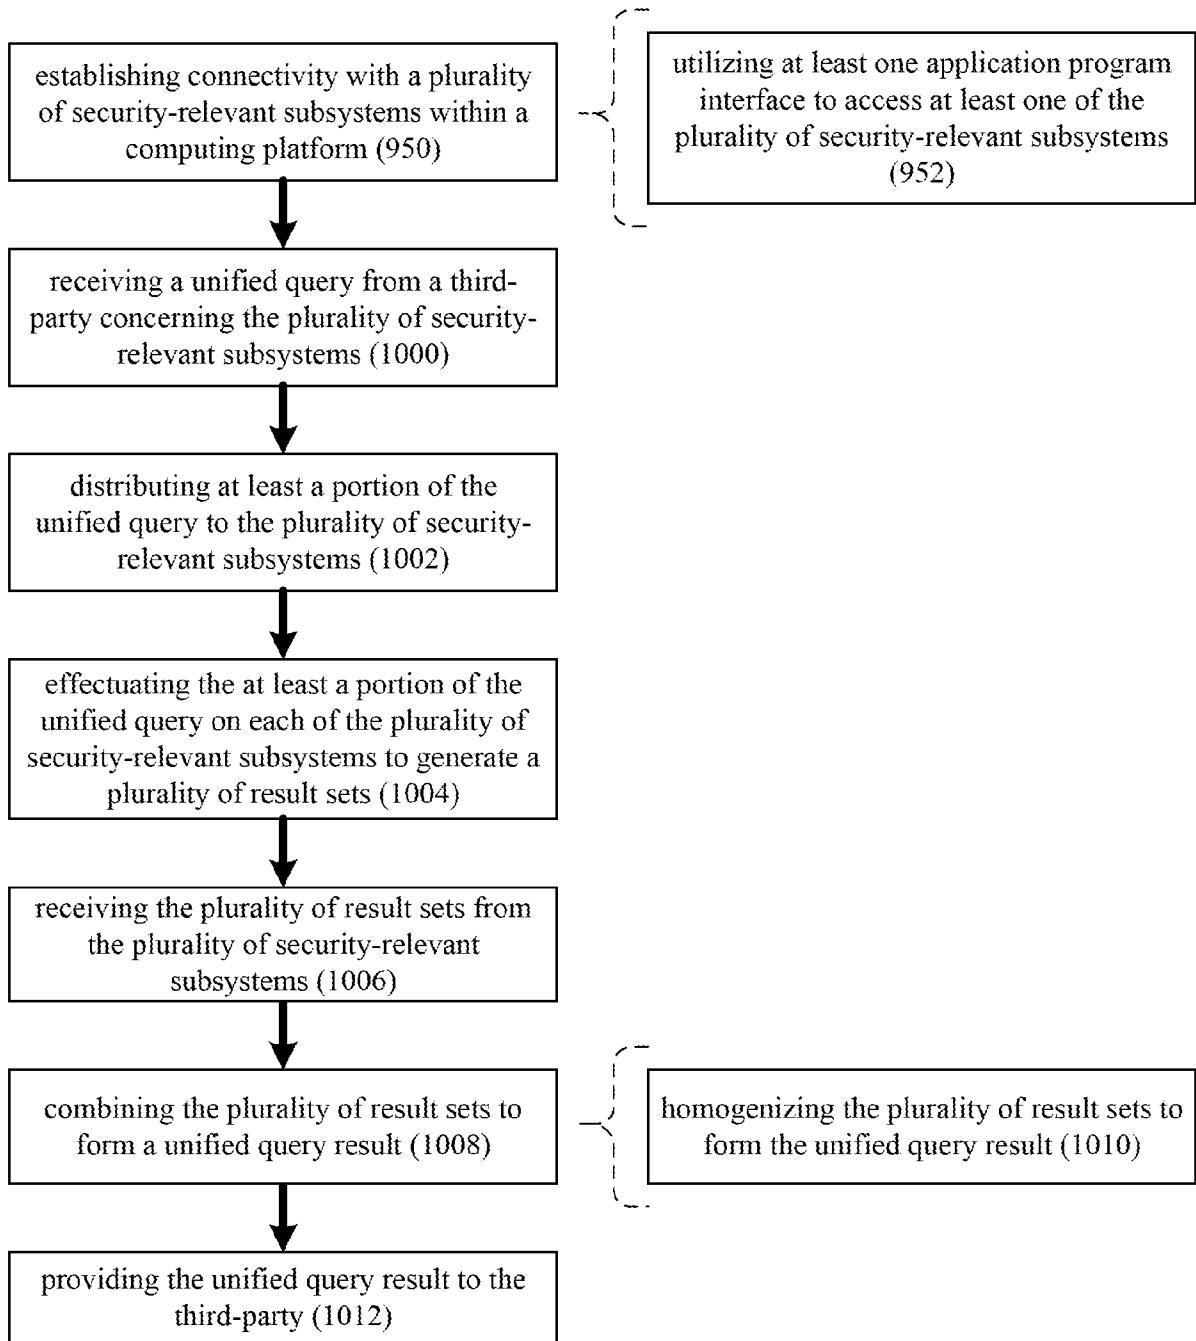 establishing connectivity with a plurality
of security-relevant subsystems within a
computing platform (950)
utilizing at least one application program
interface to access at least one of the
plurality of security-relevant subsystems
(952)
receiving a unified query from a third-
party concerning the plurality of security-
relevant subsystems (1000)
distributing at least a portion of the
unified query to the plurality of security-
relevant subsystems (1002)
effectuating the at least a portion of the
unified query on each of the plurality of
security-relevant subsystems to generate a
plurality of result sets (1004)
receiving the plurality of result sets from
the plurality of security-relevant
subsystems (1006)
combining the plurality of result sets to
form a unified query result (1008)
homogenizing the plurality of result sets to
form the unified query result (1010)
providing the unified query result to the
third-party (1012)